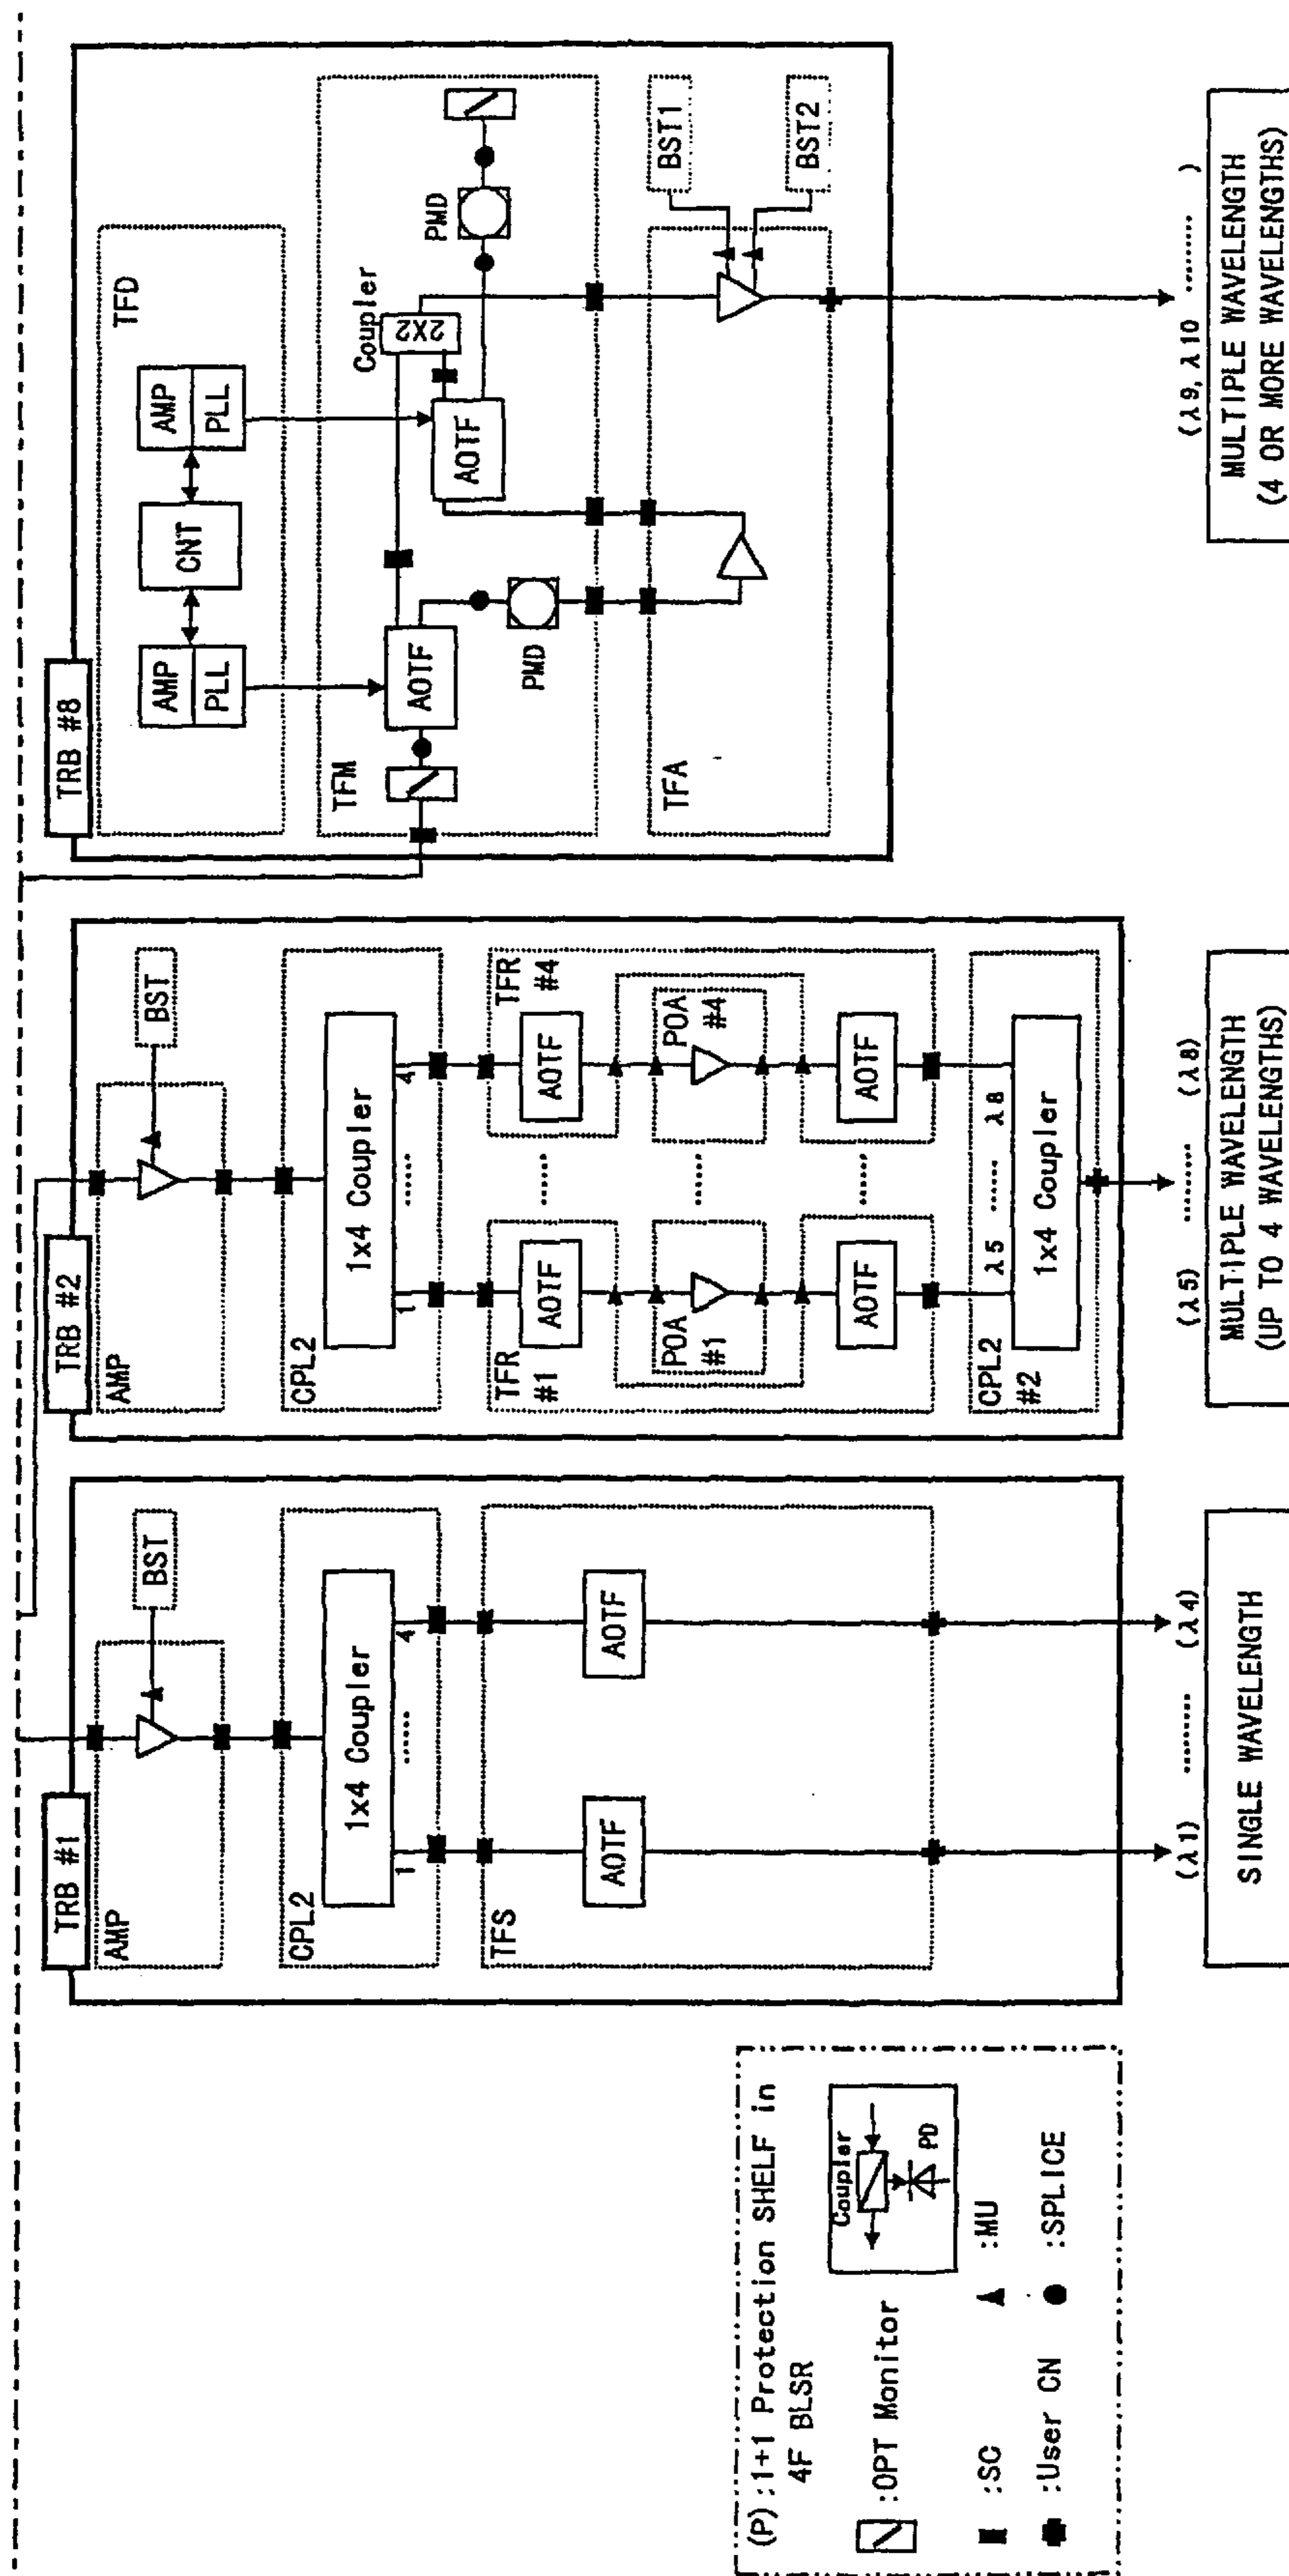 TRB #1
AMP
BST
CPL2
1x4 Coupler
1 ...... 4
TFS
AOTF
AOTF
(λ1) ........ (λ4)
SINGLE WAVELENGTH
TRB #2
AMP
BST
CPL2
1x4 Coupler
1 ...... 4
TFR
#1
AOTF
......
AOTF
TFR
#4
POA
#1
......
POA
#4
AOTF
......
AOTF
λ5 ...... λ8
CPL2
#2
1x4 Coupler
(λ5) ........ (λ8)
MULTIPLE WAVELENGTH
(UP TO 4 WAVELENGTHS)
TRB #8
TFD
AMP
PLL
CNT
AMP
PLL
TFM
AOTF
PMD
Coupler
2X2
AOTF
PMD
TFA
BST1
BST2
(λ9, λ10 ........ )
MULTIPLE WAVELENGTH
(4 OR MORE WAVELENGTHS)
(P):1+1 Protection SHELF in
4F BLSR
:OPT Monitor
Coupler
PD
:SC
:MU
:User CN
:SPLICE